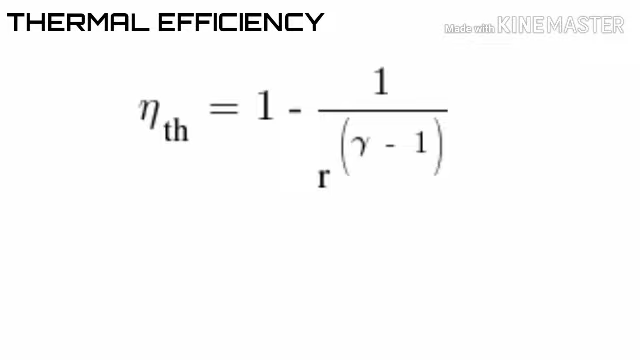 THERMAL EFFICIENCY
Made with KINEMASTER
η_th = 1 - 1 / r^(γ - 1)